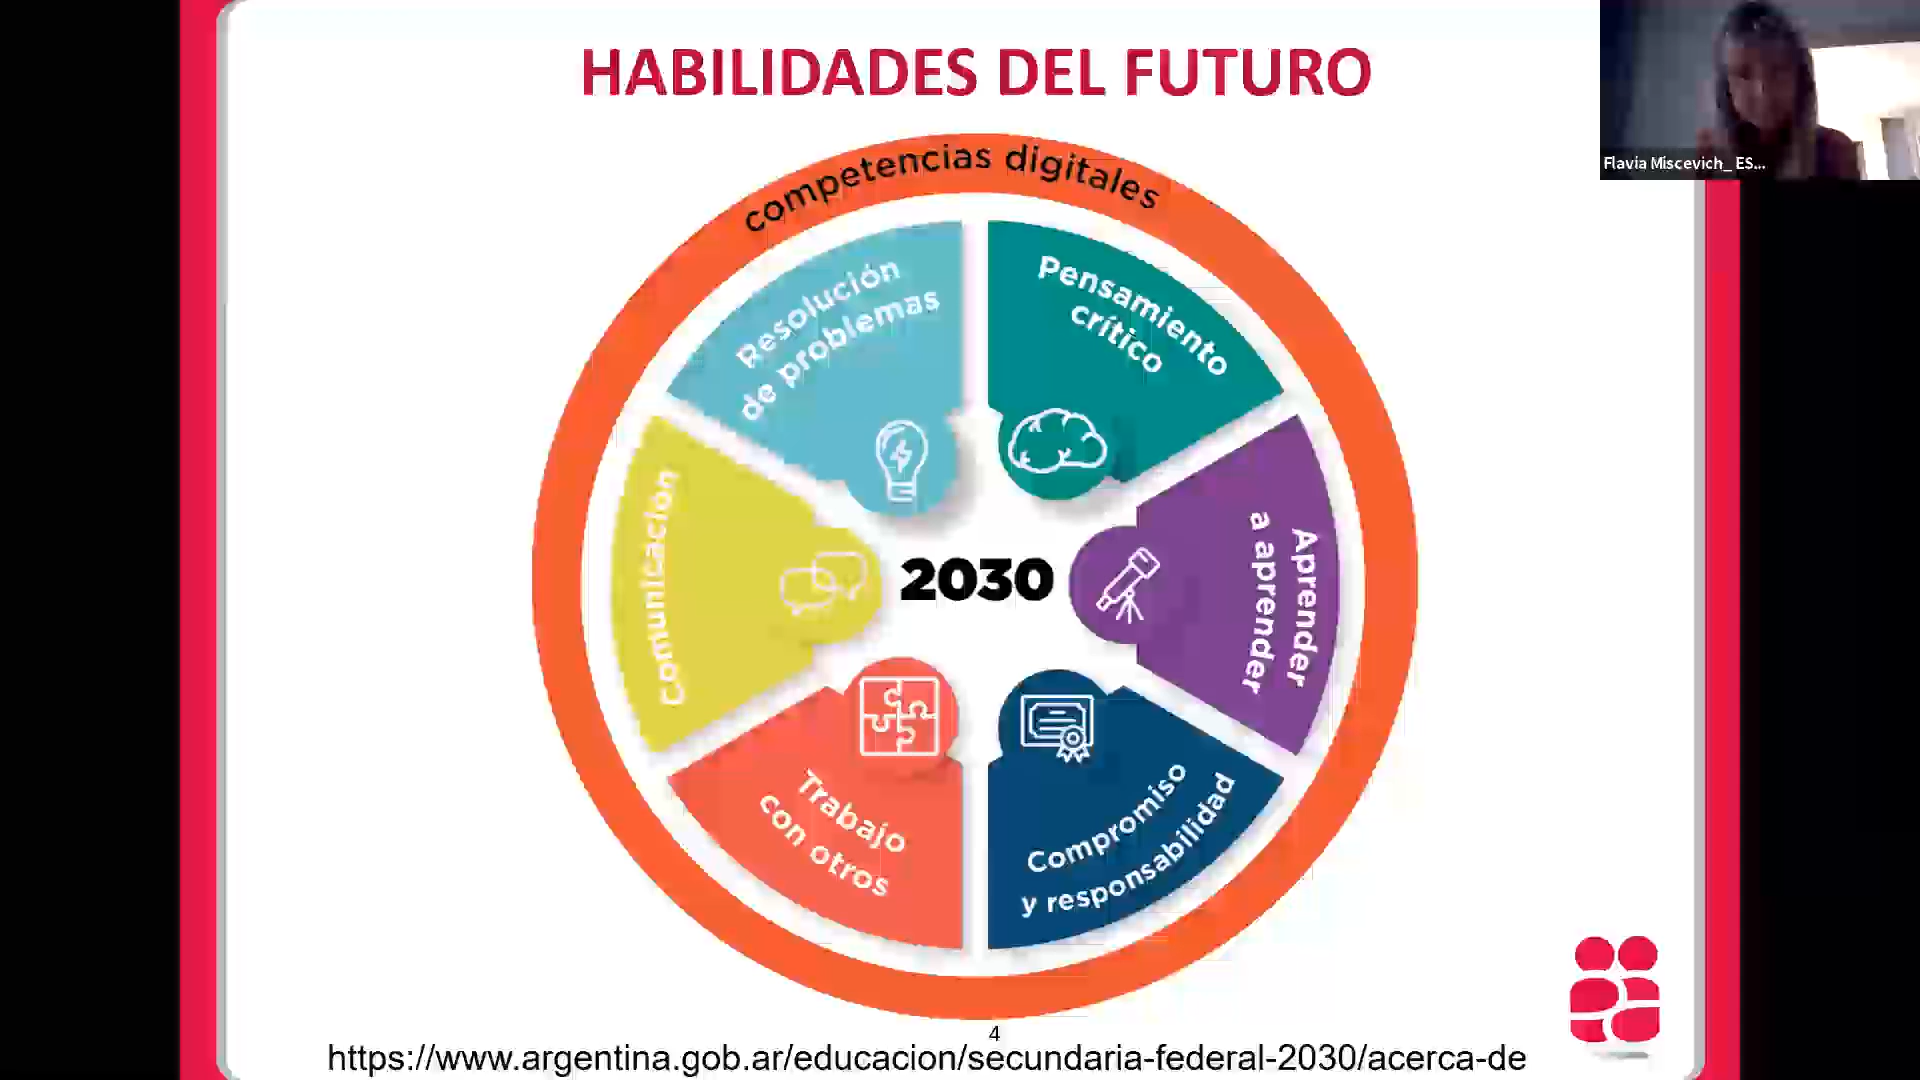 HABILIDADES DEL FUTURO
Flavia Miscevich_ ES...
competencias digitales
Resolución
de problemas
Pensamiento
crítico
Comunicación
2030
Aprender
a aprender
Trabajo
con otros
Compromiso
y responsabilidad
4
https://www.argentina.gob.ar/educacion/secundaria-federal-2030/acerca-de